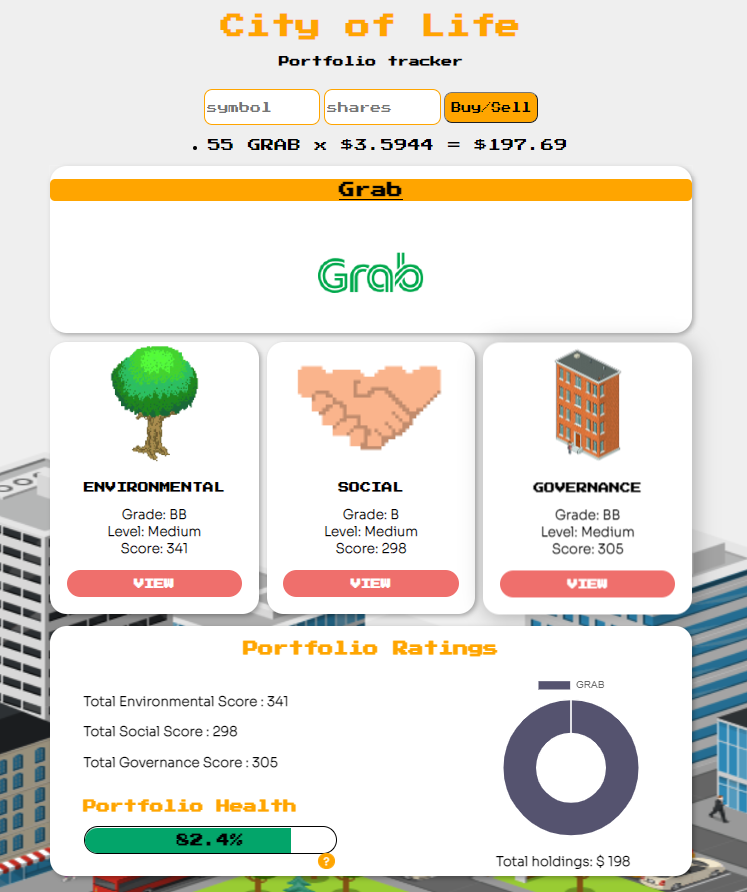 City of Life
Portfolio tracker
symbol shares Buy/Sell
. 55 GRAB x $3.5944 = $197.69
Grab
Grab
ENVIRONMENTAL
Grade: BB
Level: Medium
Score: 341
VIEW
SOCIAL
Grade: B
Level: Medium
Score: 298
VIEW
GOVERNANCE
Grade: BB
Level: Medium
Score: 305
VIEW
Portfolio Ratings
Total Environmental Score : 341
Total Social Score : 298
Total Governance Score : 305
Portfolio Health
82.4%
?
GRAB
Total holdings: $ 198